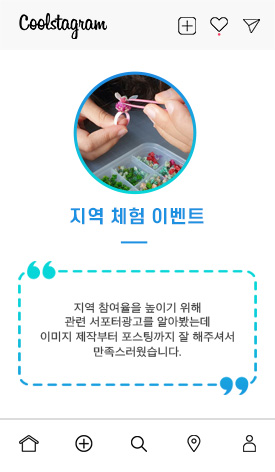 Coolstagram
지역 체험 이벤트
지역 참여율을 높이기 위해
관련 서포터광고를 알아봤는데
이미지 제작부터 포스팅까지 잘 해주셔서
만족스러웠습니다.